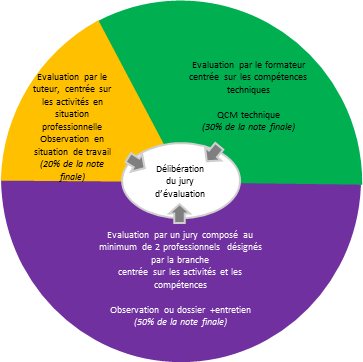 Evaluation par le
tuteur, centrée sur
les activités en
situation
professionnelle
Observation en
situation de travail
(20% de la note
finale)
Evaluation par le formateur
centrée sur les compétences
techniques
QCM technique
(30% de la note finale)
Délibération
du jury
d'évaluation
Evaluation par un jury composé au
minimum de 2 professionnels désignés
par la branche
centrée sur les activités et les
compétences
Observation ou dossier +entretien
(50% de la note finale)